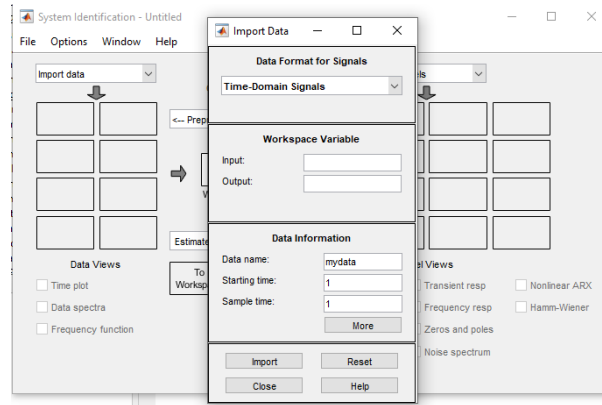 System Identification - Untitled
File Options Window Help
Import data
<-- Prep
Estimate
Data Views
To
Worksp
Time plot
Data spectra
Frequency function
Import Data
Data Format for Signals
Time-Domain Signals
Workspace Variable
Input:
Output:
Data Information
Data name: mydata
Starting time: 1
Sample time: 1
More
Import Reset
Close Help
els
el Views
Transient resp Nonlinear ARX
Frequency resp Hamm-Wiener
Zeros and poles
Noise spectrum